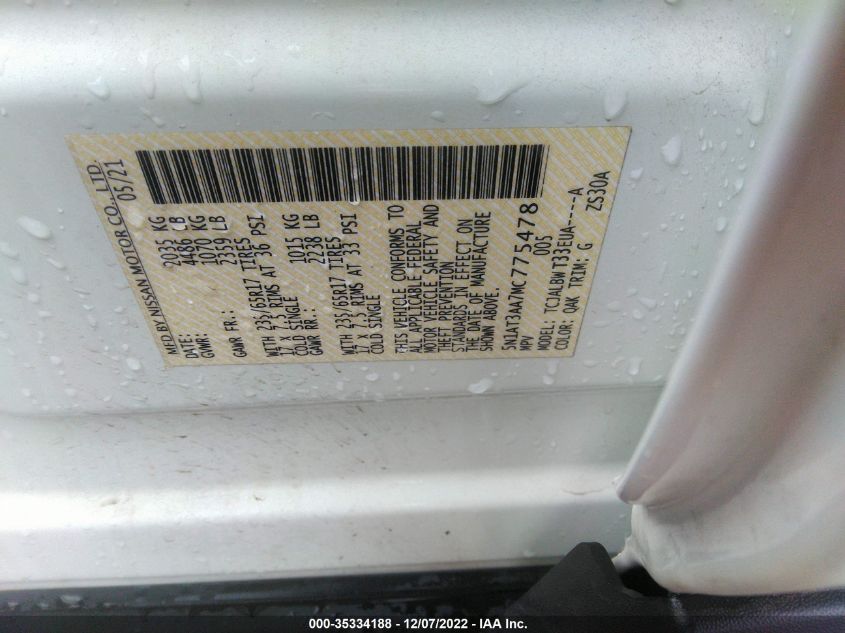 MFD.BY NISSAN MOTOR CO., LTD.
DATE: 05/21
GVWR: 2035 KG
4486 LB
GAWR FR.: 1070 KG
2359 LB
WITH 235/65R17 TIRES
17 X 7.5 RIMS AT 36 PSI
COLD SINGLE
GAWR RR.: 1015 KG
2238 LB
WITH 235/65R17 TIRES
17 X 7.5 RIMS AT 33 PSI
COLD SINGLE
THIS VEHICLE CONFORMS TO
ALL APPLICABLE FEDERAL
MOTOR VEHICLE SAFETY AND
THEFT PREVENTION
STANDARDS IN EFFECT ON
THE DATE OF MANUFACTURE
SHOWN ABOVE.
5N1AT3AA7MC775478
MPV 005
MODEL: TCJALBW T33EUA----A
COLOR: QAK TRIM: G ZS30A
000-35334188 - 12/07/2022 - IAA Inc.